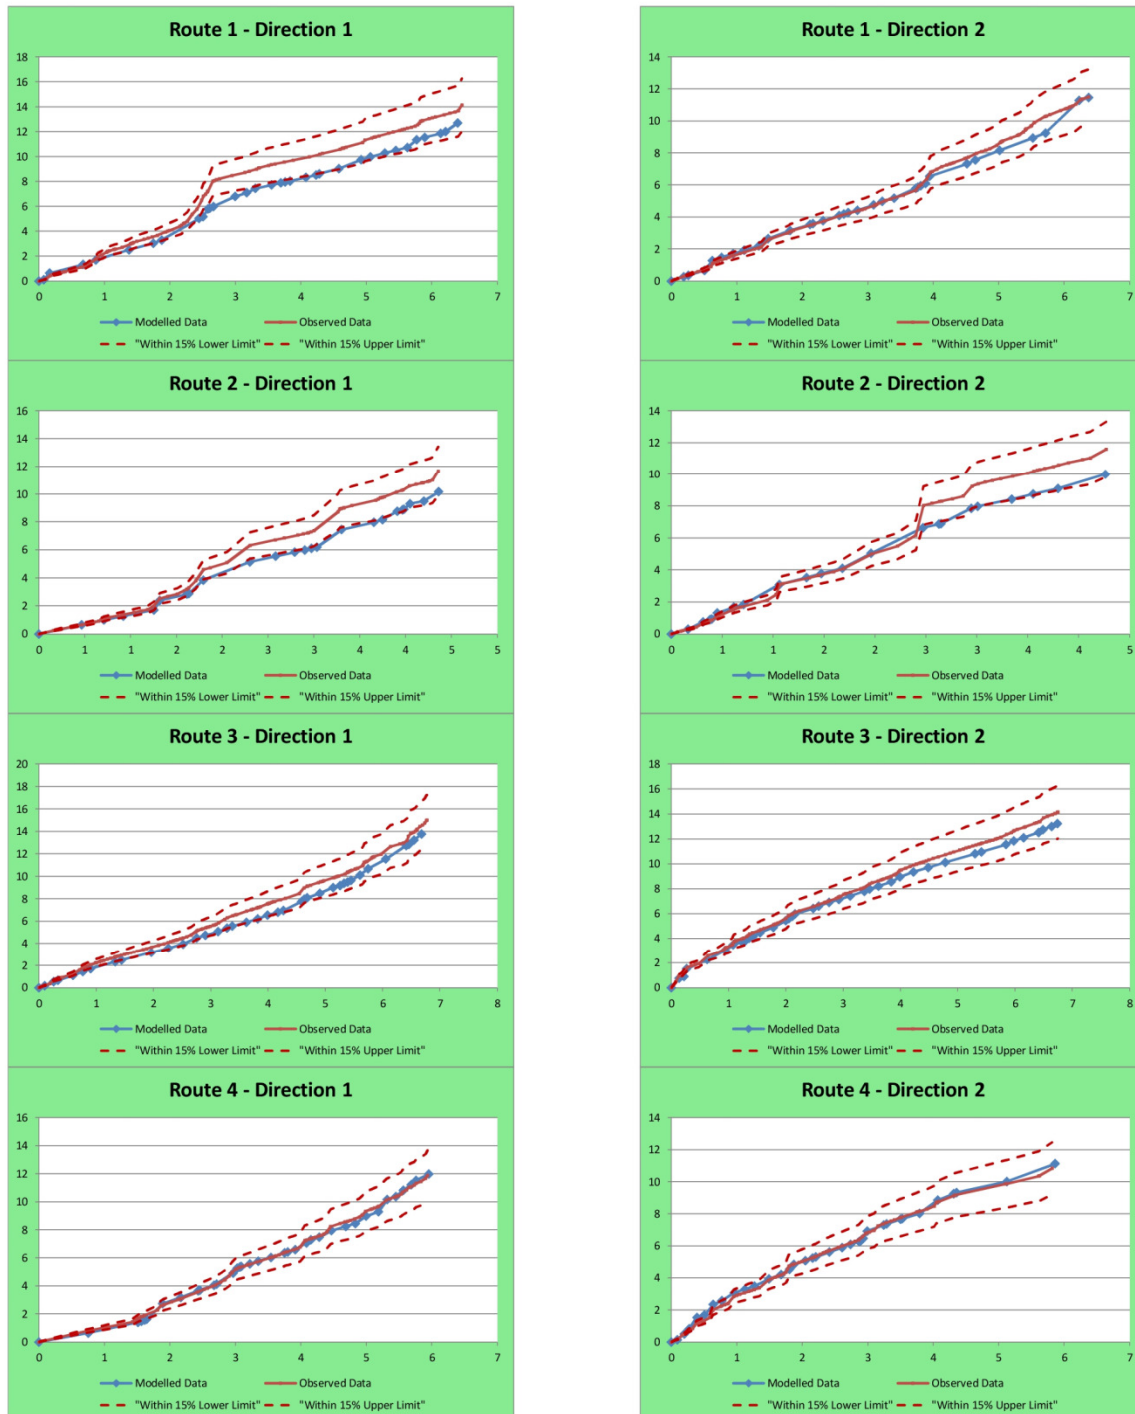 Route 1 - Direction 1
18
16
14
12
10
8
6
4
2
0
0 1 2 3 4 5 6 7
Modelled Data Observed Data
"Within 15% Lower Limit" "Within 15% Upper Limit"
Route 1 - Direction 2
14
12
10
8
6
4
2
0
0 1 2 3 4 5 6 7
Modelled Data Observed Data
"Within 15% Lower Limit" "Within 15% Upper Limit"
Route 2 - Direction 1
16
14
12
10
8
6
4
2
0
0 1 1 2 2 3 3 4 4 5 5
Modelled Data Observed Data
"Within 15% Lower Limit" "Within 15% Upper Limit"
Route 2 - Direction 2
14
12
10
8
6
4
2
0
0 1 1 2 2 3 3 4 4 5
Modelled Data Observed Data
"Within 15% Lower Limit" "Within 15% Upper Limit"
Route 3 - Direction 1
20
18
16
14
12
10
8
6
4
2
0
0 1 2 3 4 5 6 7 8
Modelled Data Observed Data
"Within 15% Lower Limit" "Within 15% Upper Limit"
Route 3 - Direction 2
18
16
14
12
10
8
6
4
2
0
0 1 2 3 4 5 6 7 8
Modelled Data Observed Data
"Within 15% Lower Limit" "Within 15% Upper Limit"
Route 4 - Direction 1
16
14
12
10
8
6
4
2
0
0 1 2 3 4 5 6 7
Modelled Data Observed Data
"Within 15% Lower Limit" "Within 15% Upper Limit"
Route 4 - Direction 2
14
12
10
8
6
4
2
0
0 1 2 3 4 5 6 7
Modelled Data Observed Data
"Within 15% Lower Limit" "Within 15% Upper Limit"